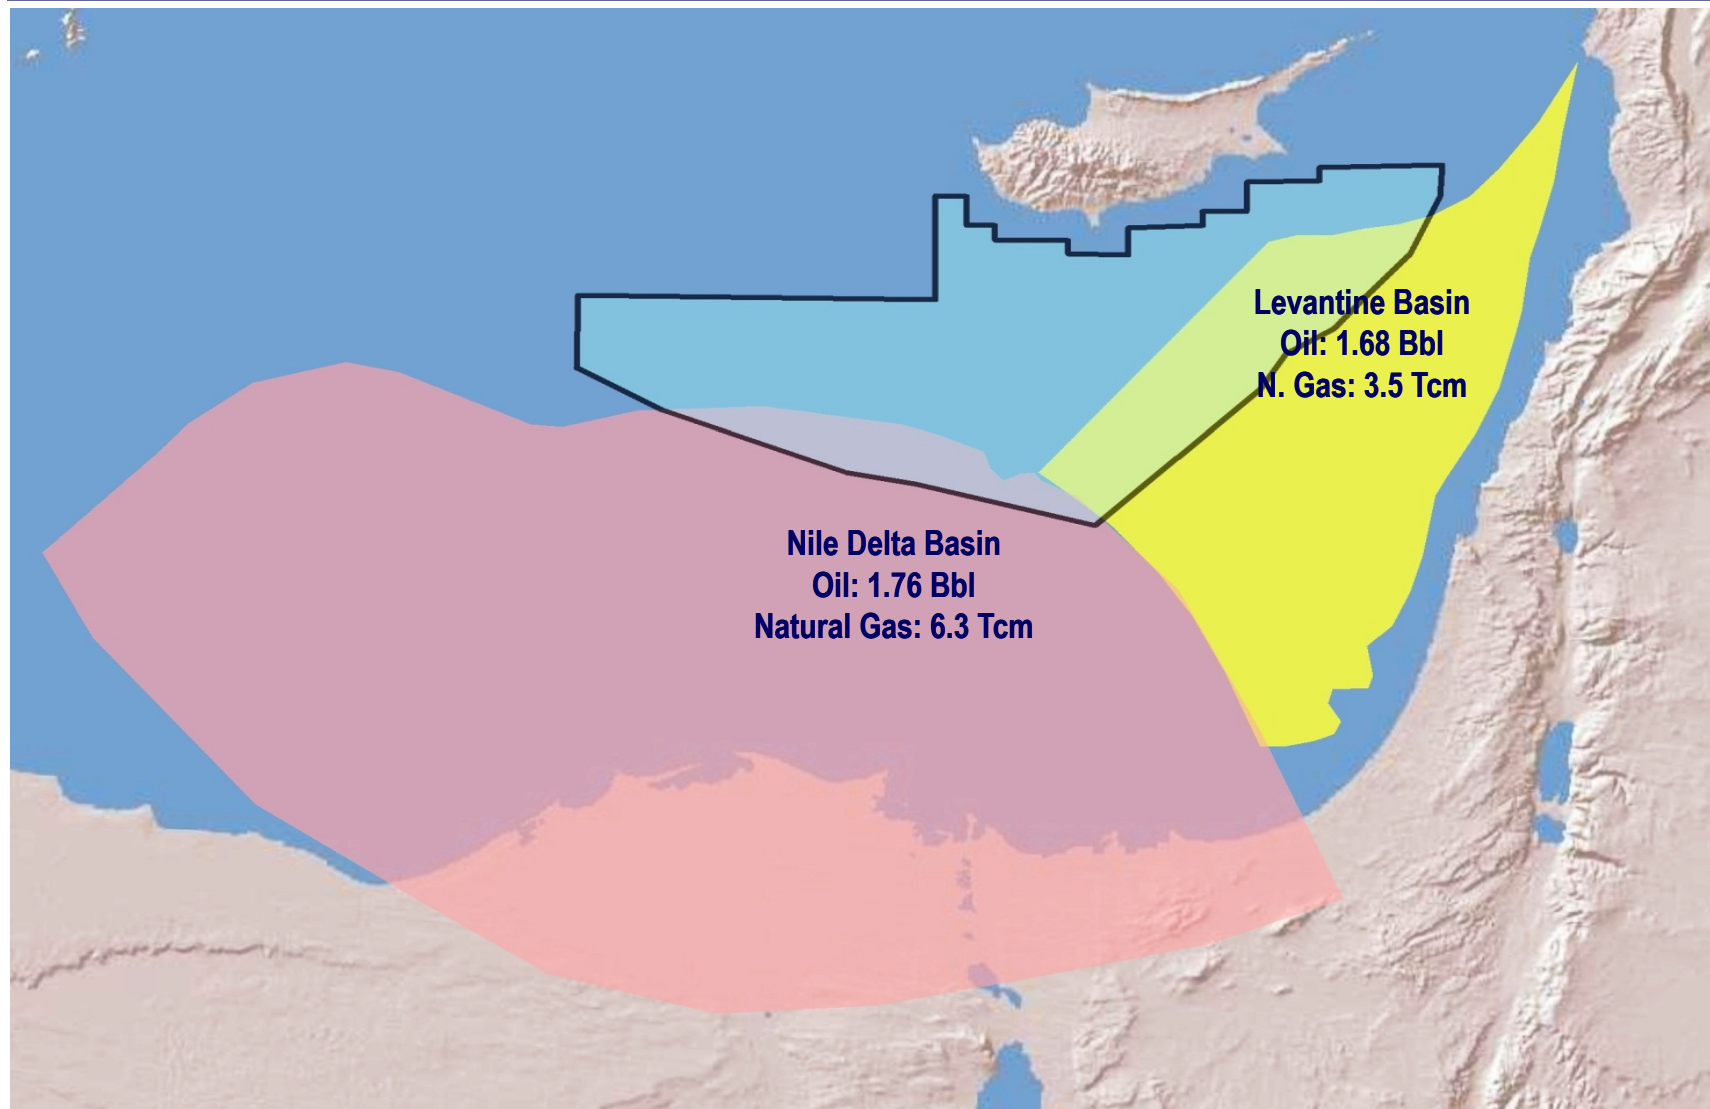 Levantine Basin
Oil: 1.68 Bbl
N. Gas: 3.5 Tcm
Nile Delta Basin
Oil: 1.76 Bbl
Natural Gas: 6.3 Tcm